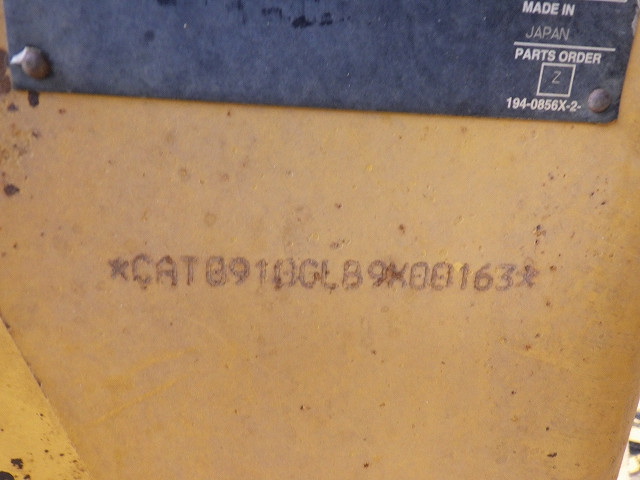 MADE IN
JAPAN
PARTS ORDER
Z
194-0856X-2-
*CAT0910GLB9K00163*